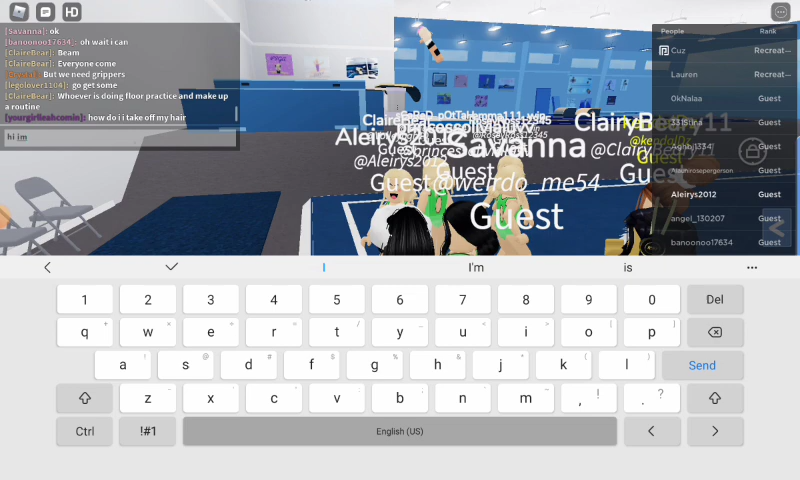 HD
[Savanna]: ok
[banoonoo17634_: oh wait i can
[ClaireBear]: Beam
[ClaireBear]: Everyone come
But we need grippers
[legolover1104]: go get some
[ClaireBear]: Whoever is doing floor practice and make up
a routine
[yourgirlleahcomin]: how do i i take off my hair
hi im
People Rank
Cuz Recreat--
Lauren Recreat--
OkNalaa Guest
Guest
Guest
Guest
Aleirys2012 Guest
angel_130207 Guest
banoonoo17634 Guest
Aleirys2012
Savanna
@Aleirys2012
Guest
Guest
Guest@weirdo_me54
Guest
I I'm is ...
1 2 3 4 5 6 7 8 9 0 Del
q w e r t y u i o p
a s d f g h j k l Send
z x c v b n m , ! . ?
Ctrl !#1 English (US) < >